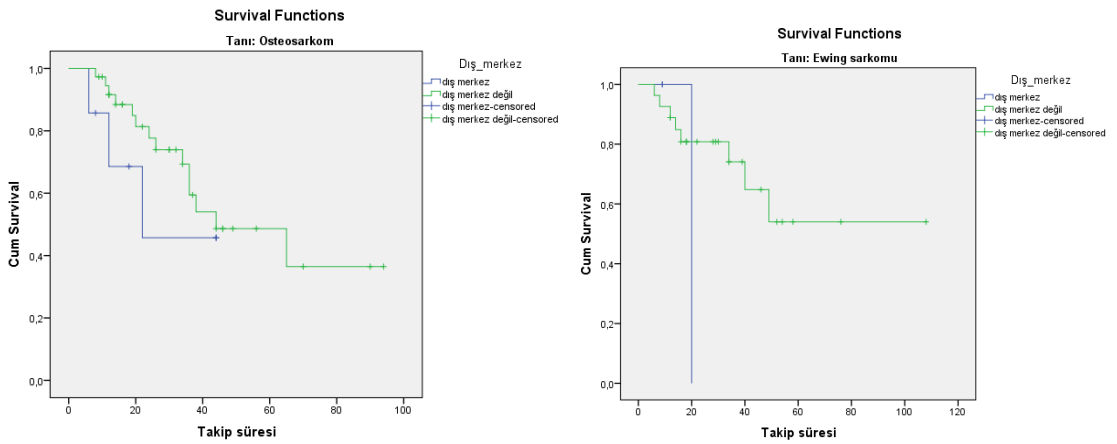 Survival Functions
Tanı: Osteosarkom
Dış_merkez
dış merkez
dış merkez değil
dış merkez-censored
dış merkez değil-censored
1,0
0,8
0,6
0,4
0,2
0,0
Cum Survival
0 20 40 60 80 100
Takip süresi
Survival Functions
Tanı: Ewing sarkomu
Dış_merkez
dış merkez
dış merkez değil
dış merkez-censored
dış merkez değil-censored
1,0
0,8
0,6
0,4
0,2
0,0
Cum Survival
0 20 40 60 80 100 120
Takip süresi